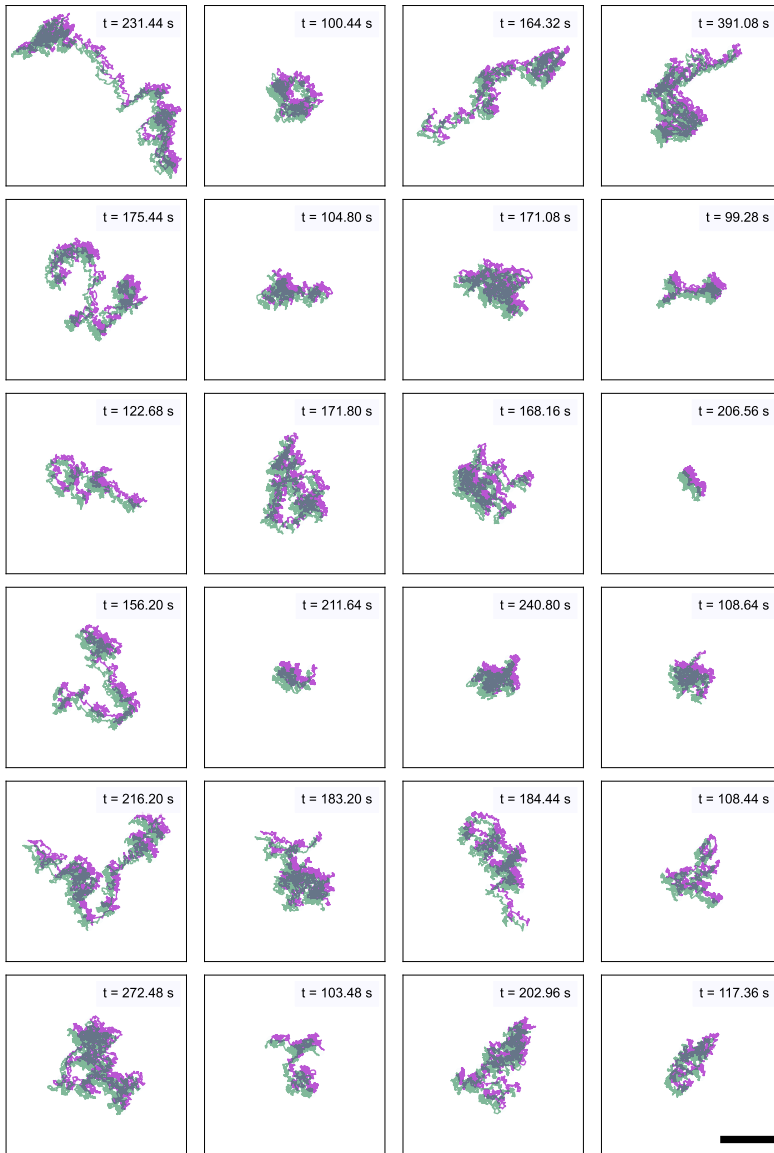 t = 231.44 s
t = 100.44 s
t = 164.32 s
t = 391.08 s
t = 175.44 s
t = 104.80 s
t = 171.08 s
t = 99.28 s
t = 122.68 s
t = 171.80 s
t = 168.16 s
t = 206.56 s
t = 156.20 s
t = 211.64 s
t = 240.80 s
t = 108.64 s
t = 216.20 s
t = 183.20 s
t = 184.44 s
t = 108.44 s
t = 272.48 s
t = 103.48 s
t = 202.96 s
t = 117.36 s